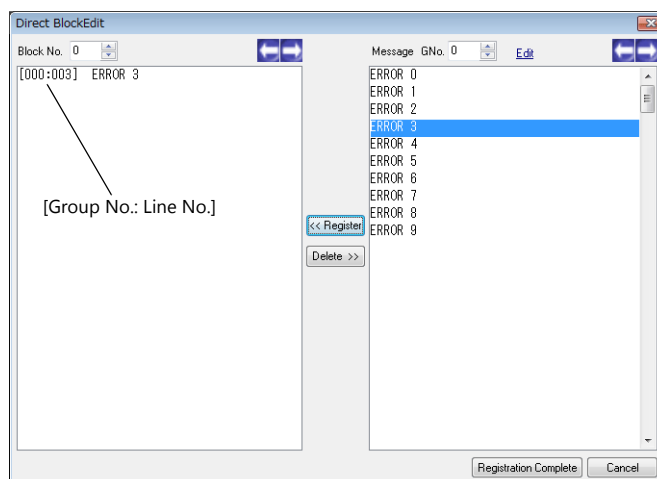 Direct BlockEdit
Block No. 0
Message GNo. 0 Edit
[000:003] ERROR 3
[Group No.: Line No.]
ERROR 0
ERROR 1
ERROR 2
ERROR 3
ERROR 4
ERROR 5
ERROR 6
ERROR 7
ERROR 8
ERROR 9
<< Register
Delete >>
Registration Complete
Cancel